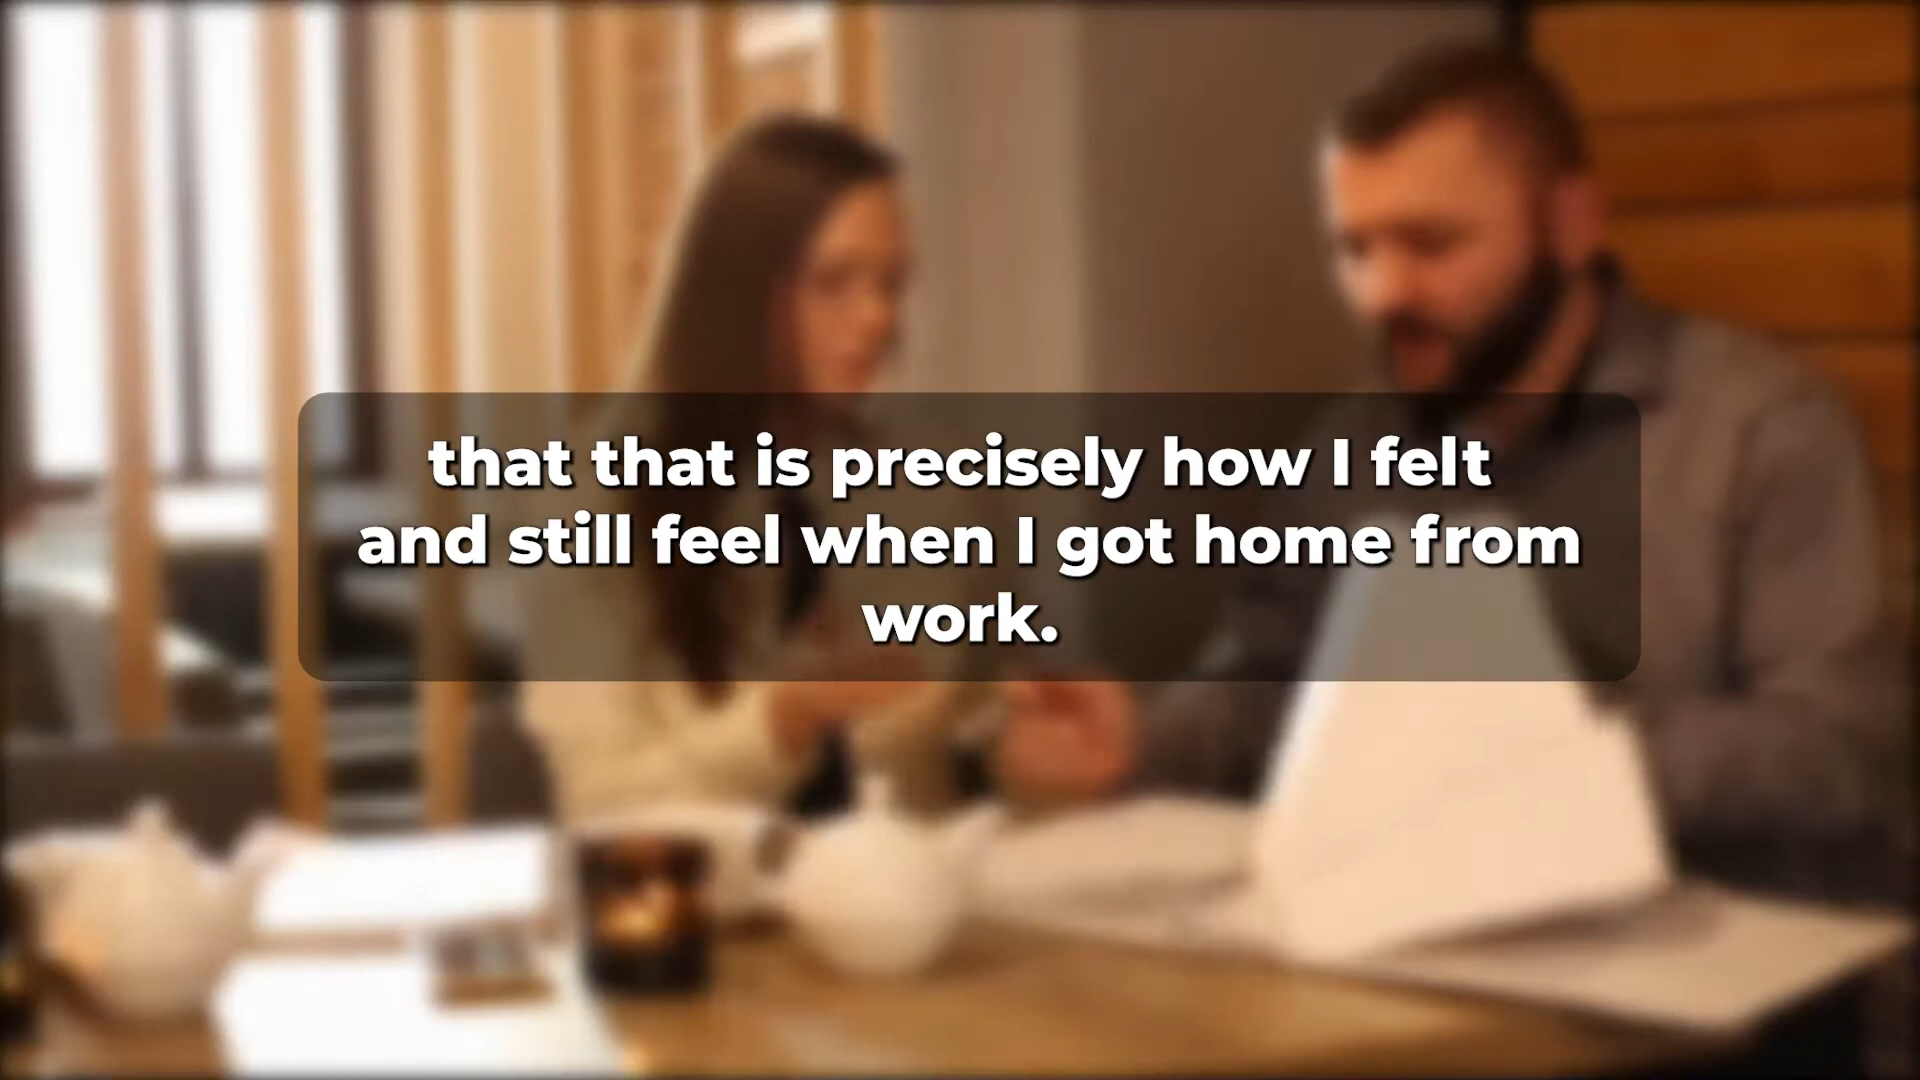 that that is precisely how I felt
and still feel when I got home from
work.